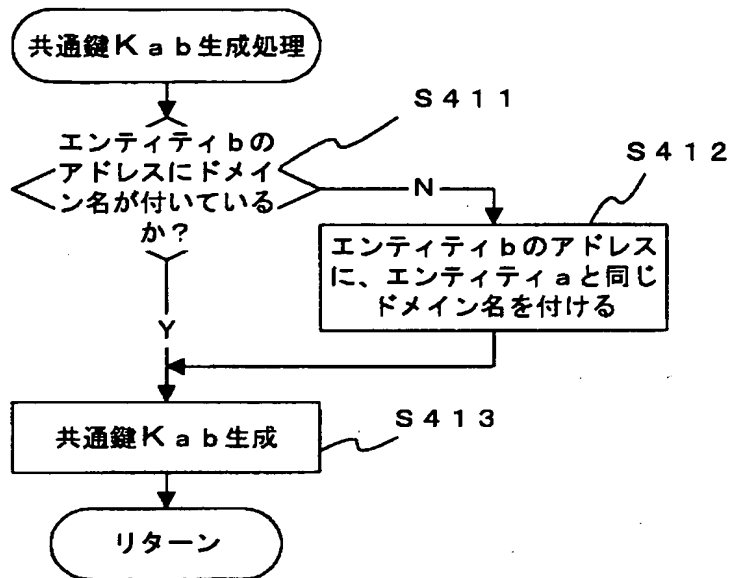 共通鍵Ｋａｂ生成処理
Ｓ４１１
エンティティｂの
アドレスにドメイ
ン名が付いている
か？
Ｎ
Ｓ４１２
エンティティｂのアドレス
に、エンティティａと同じ
ドメイン名を付ける
Ｙ
共通鍵Ｋａｂ生成
Ｓ４１３
リターン